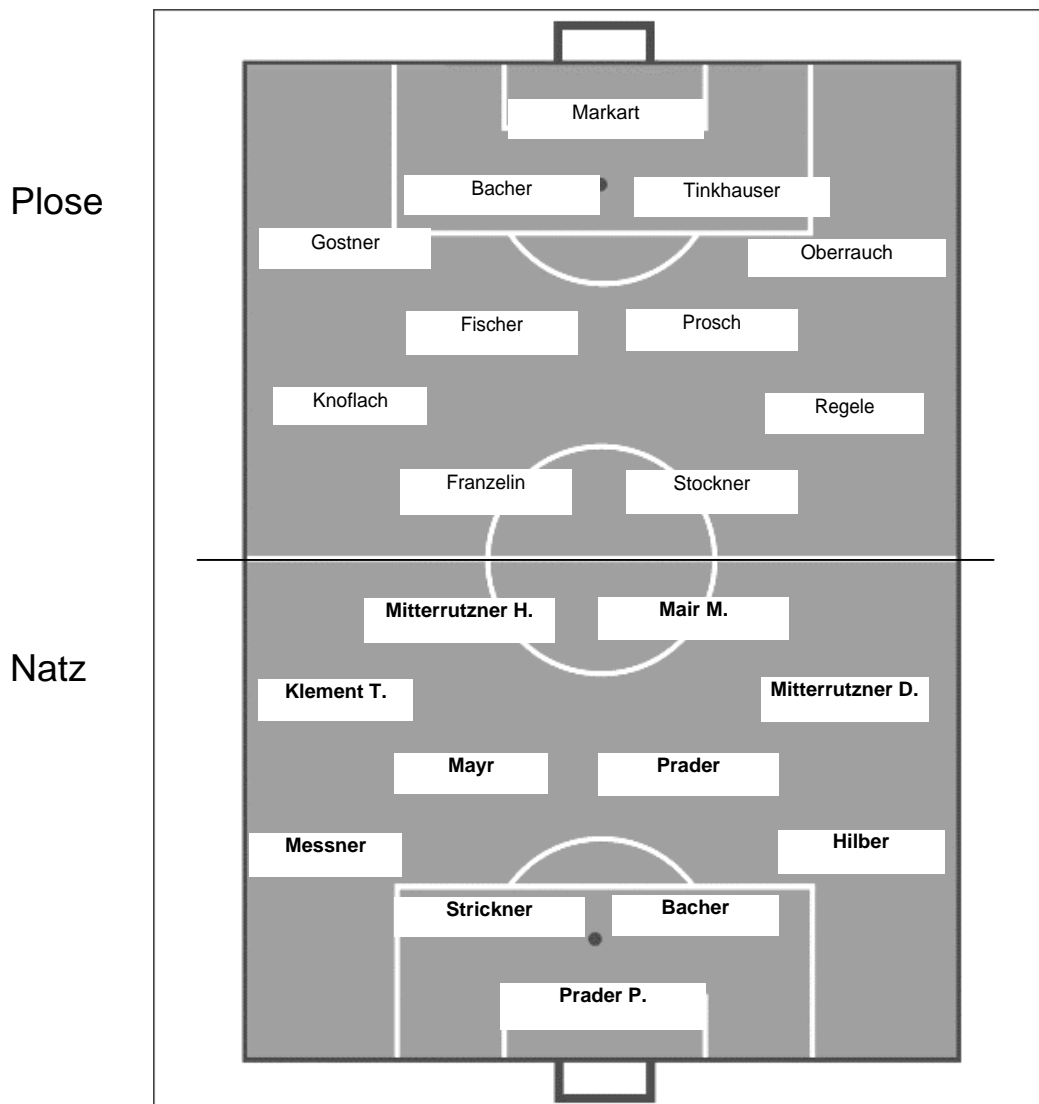 Markart
Plose
Bacher
Tinkhauser
Gostner
Oberrauch
Fischer
Prosch
Knoflach
Regele
Franzelin
Stockner
Mitterrutzner H.
Mair M.
Natz
Klement T.
Mitterrutzner D.
Mayr
Prader
Messner
Hilber
Strickner
Bacher
Prader P.